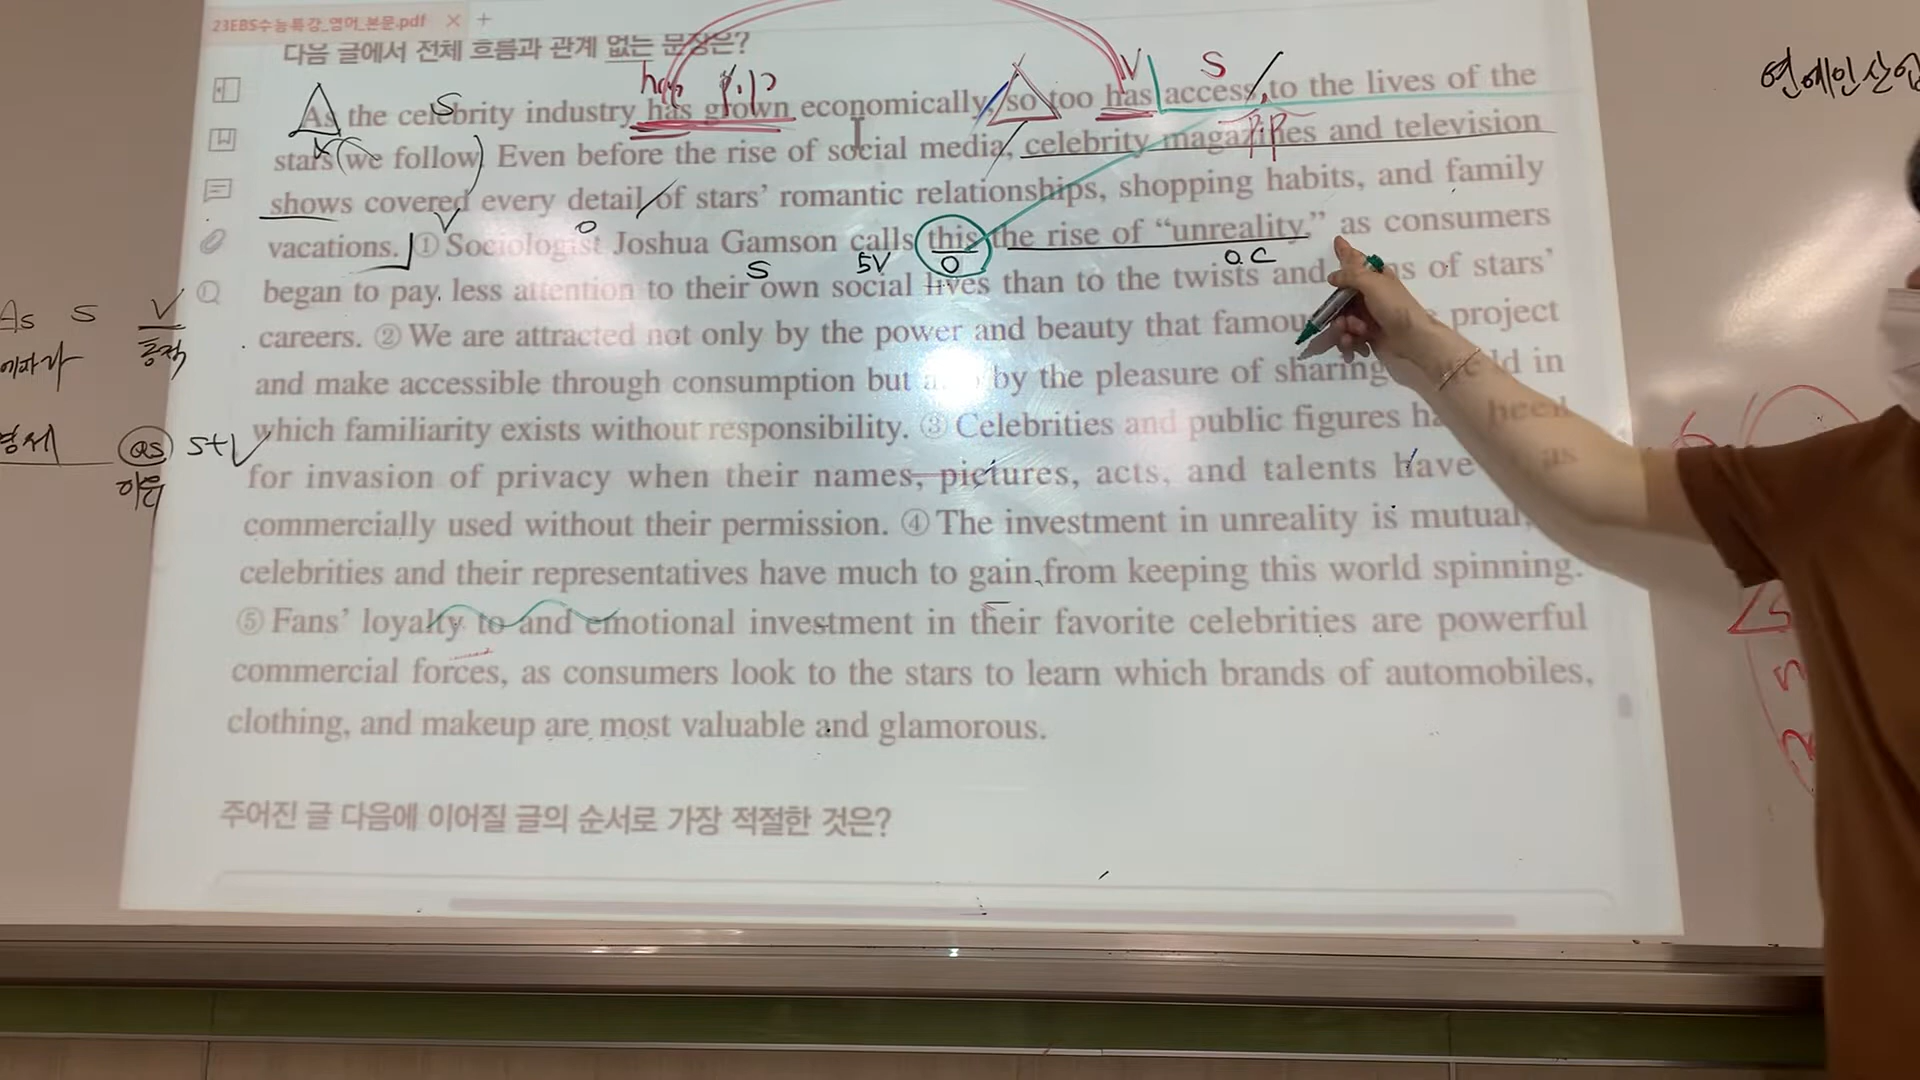 23EBS수능특강_영어_본문.pdf × +
다음 글에서 전체 흐름과 관계 없는 문장은?
연예인산업
has p.p V S
As the celebrity industry has grown economically, so too has access to the lives of the
stars (we follow) Even before the rise of social media, celebrity magazines and television
p.p
shows covered every detail of stars' romantic relationships, shopping habits, and family
V O
vacations. ① Sociologist Joshua Gamson calls this the rise of “unreality,” as consumers
S 5V O O.C
began to pay less attention to their own social lives than to the twists and of stars'
careers. ② We are attracted not only by the power and beauty that project
and make accessible through consumption but by the pleasure of sharing in
which familiarity exists without responsibility. ③ Celebrities and public figures
for invasion of privacy when their names, pictures, acts, and talents have as
commercially used without their permission. ④ The investment in unreality is mutual,
celebrities and their representatives have much to gain from keeping this world spinning.
⑤ Fans' loyalty to and emotional investment in their favorite celebrities are powerful
commercial forces, as consumers look to the stars to learn which brands of automobiles,
clothing, and makeup are most valuable and glamorous.
주어진 글 다음에 이어질 글의 순서로 가장 적절한 것은?
As S V
as S+V
이유